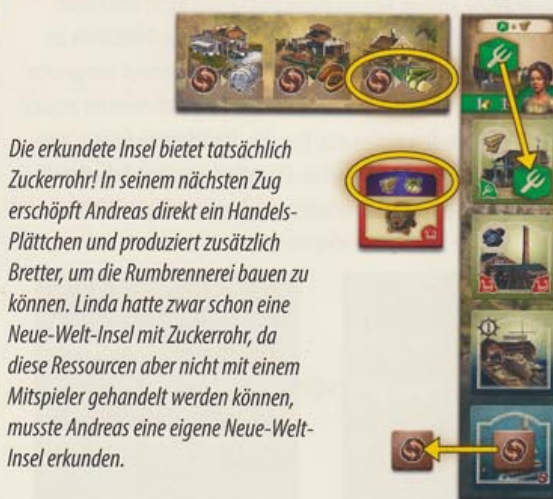 Die erkundete Insel bietet tatsächlich
Zuckerrohr! In seinem nächsten Zug
erschöpft Andreas direkt ein Handels-
Plättchen und produziert zusätzlich
Bretter, um die Rumbrennerei bauen zu
können. Linda hatte zwar schon eine
Neue-Welt-Insel mit Zuckerrohr, da
diese Ressourcen aber nicht mit einem
Mitspieler gehandelt werden können,
musste Andreas eine eigene Neue-Welt-
Insel erkunden.